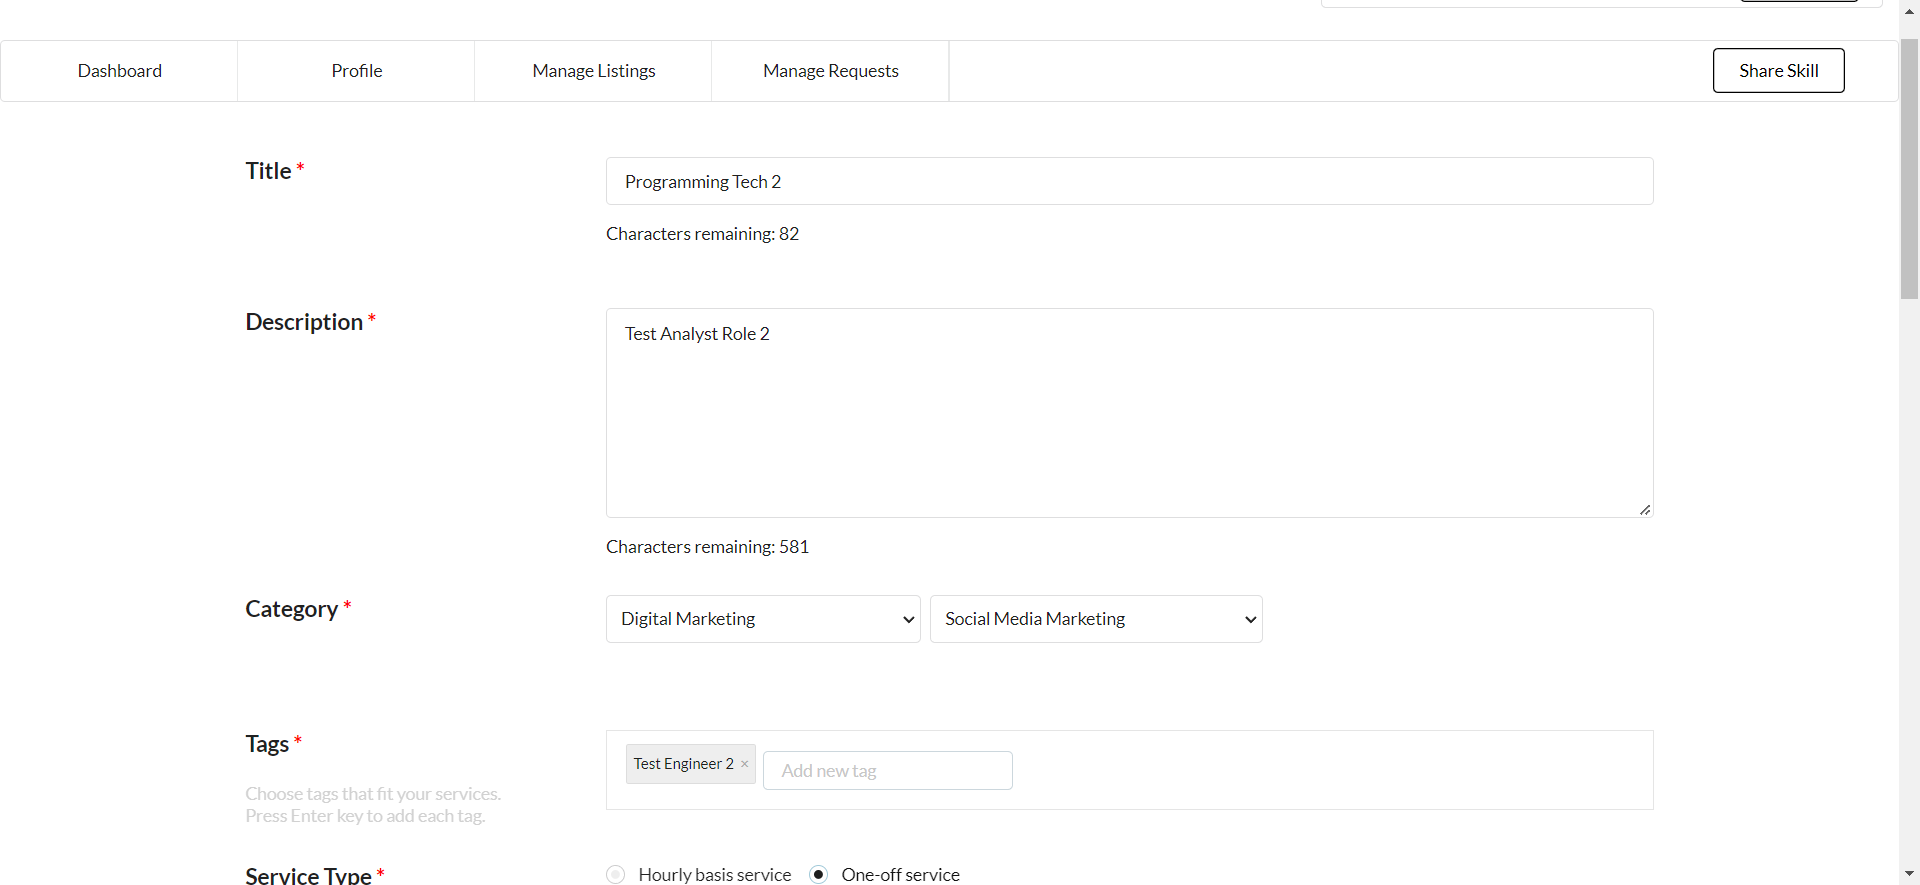 Dashboard
Profile
Manage Listings
Manage Requests
Share Skill
Title *
Programming Tech 2
Characters remaining: 82
Description *
Test Analyst Role 2
Characters remaining: 581
Category *
Digital Marketing
Social Media Marketing
Tags *
Test Engineer 2 ×
Add new tag
Choose tags that fit your services.
Press Enter key to add each tag.
Service Type *
Hourly basis service
One-off service